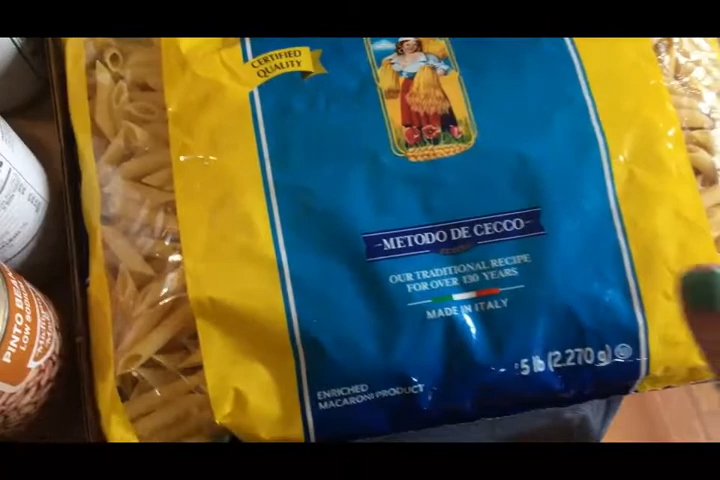 CERTIFIED
QUALITY
METODO DE CECCO
OUR TRADITIONAL RECIPE
FOR OVER 130 YEARS
MADE IN ITALY
5 lb (2.270 g)
ENRICHED
MACARONI PRODUCT
PINTO
LOW